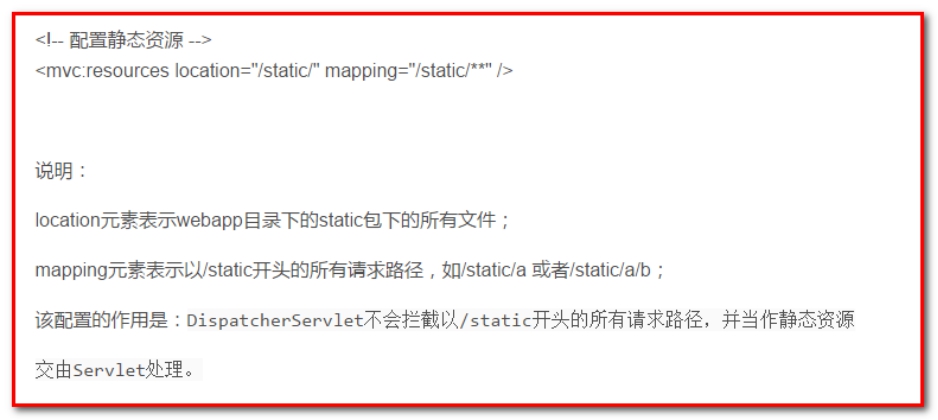 <!-- 配置静态资源 -->
<mvc:resources location="/static/" mapping="/static/**" />
说明：
location元素表示webapp目录下的static包下的所有文件；
mapping元素表示以/static开头的所有请求路径，如/static/a 或者/static/a/b；
该配置的作用是：DispatcherServlet不会拦截以/static开头的所有请求路径，并当作静态资源
交由Servlet处理。